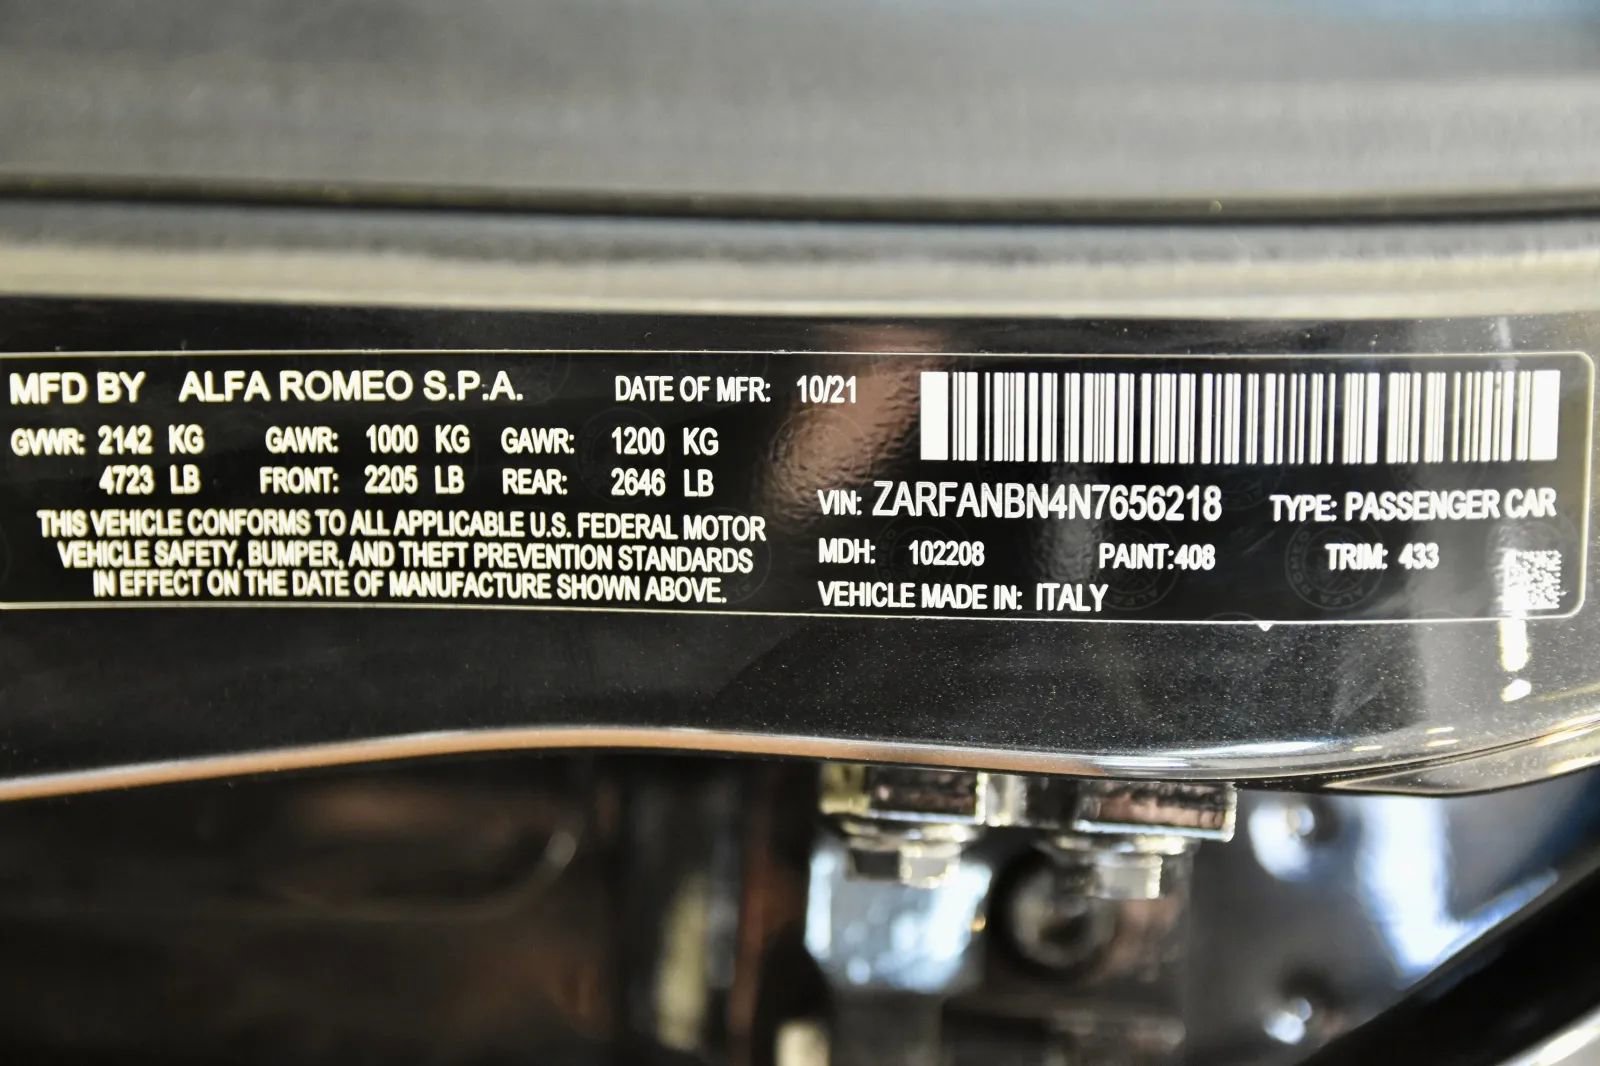 MFD BY ALFA ROMEO S.P.A. DATE OF MFR: 10/21
GVWR: 2142 KG GAWR: 1000 KG GAWR: 1200 KG
4723 LB FRONT: 2205 LB REAR: 2646 LB
THIS VEHICLE CONFORMS TO ALL APPLICABLE U.S. FEDERAL MOTOR
VEHICLE SAFETY, BUMPER, AND THEFT PREVENTION STANDARDS
IN EFFECT ON THE DATE OF MANUFACTURE SHOWN ABOVE.
VIN: ZARFANBN4N7656218 TYPE: PASSENGER CAR
MDH: 102208 PAINT:408 TRIM: 433
VEHICLE MADE IN: ITALY